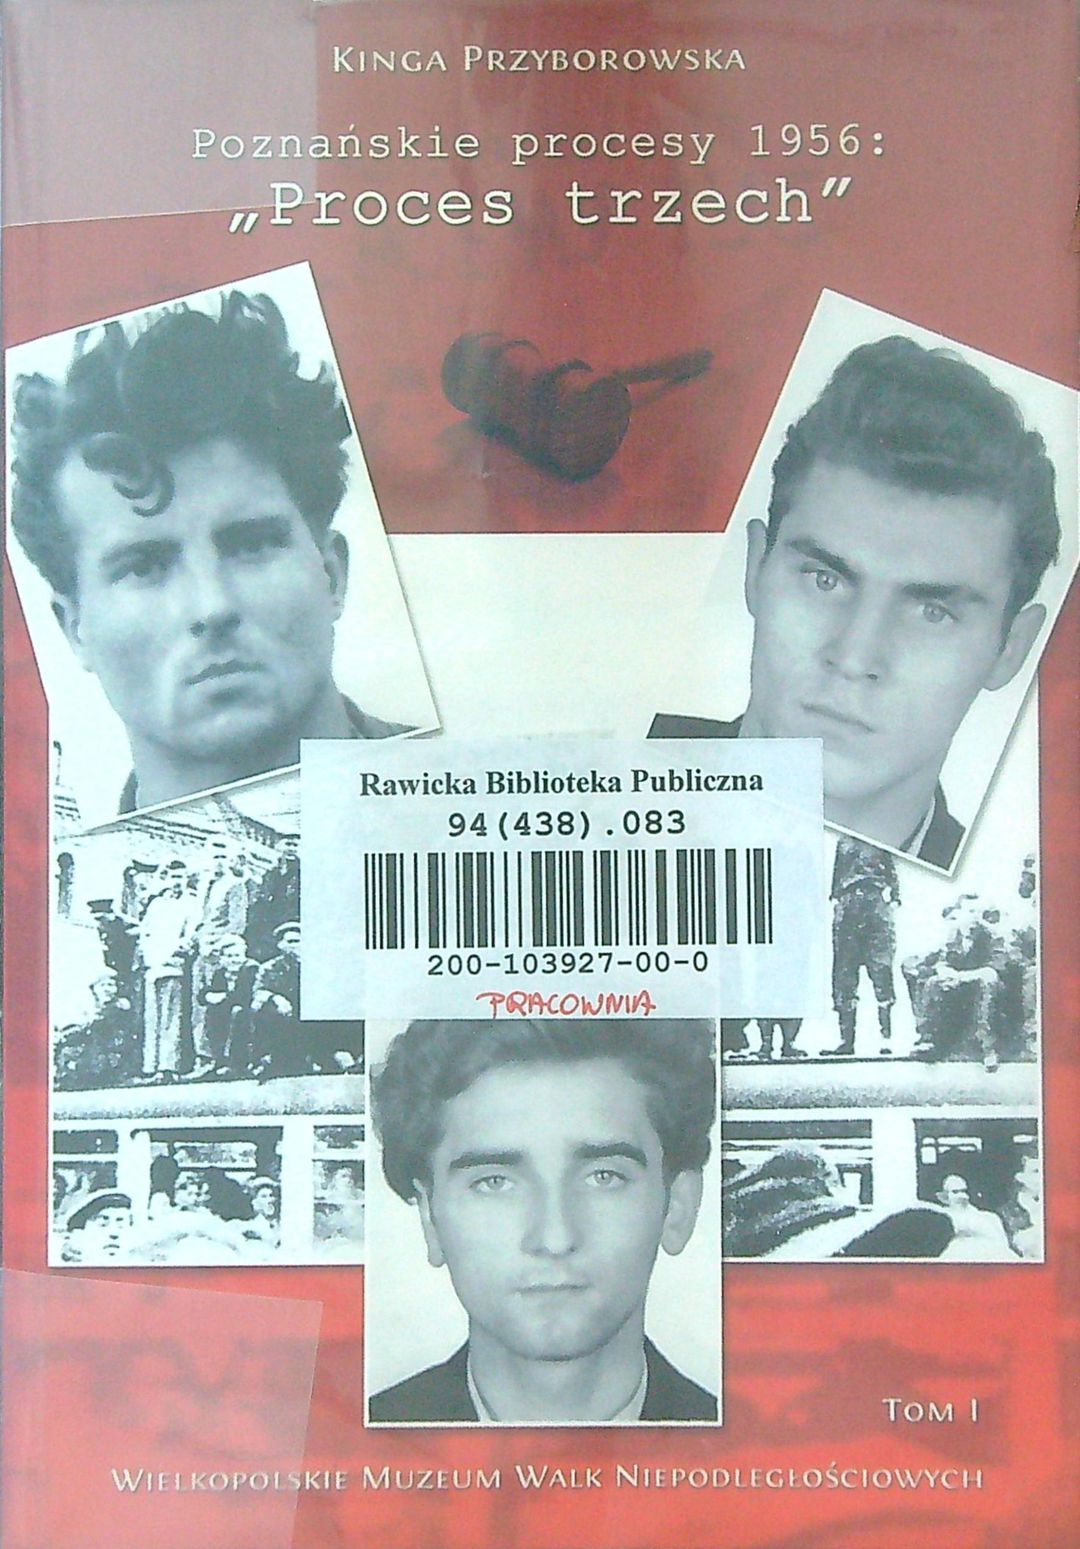 Kinga Przyborowska
Poznańskie procesy 1956:
„Proces trzech”
Rawicka Biblioteka Publiczna
94(438).083
200-103927-00-0
PRACOWNIA
Tom I
Wielkopolskie Muzeum Walk Niepodległościowych